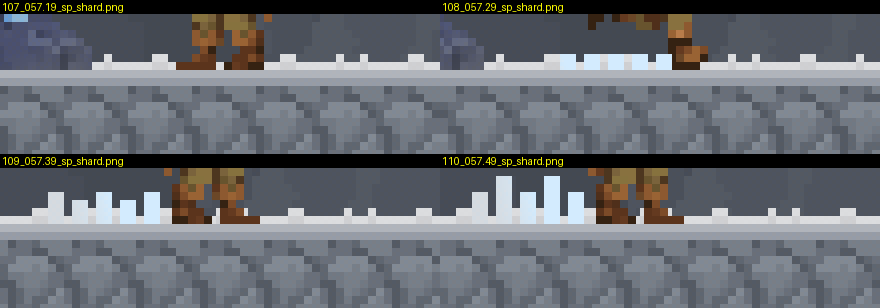 107_057.19_sp_shard.png
108_057.29_sp_shard.png
109_057.39_sp_shard.png
110_057.49_sp_shard.png